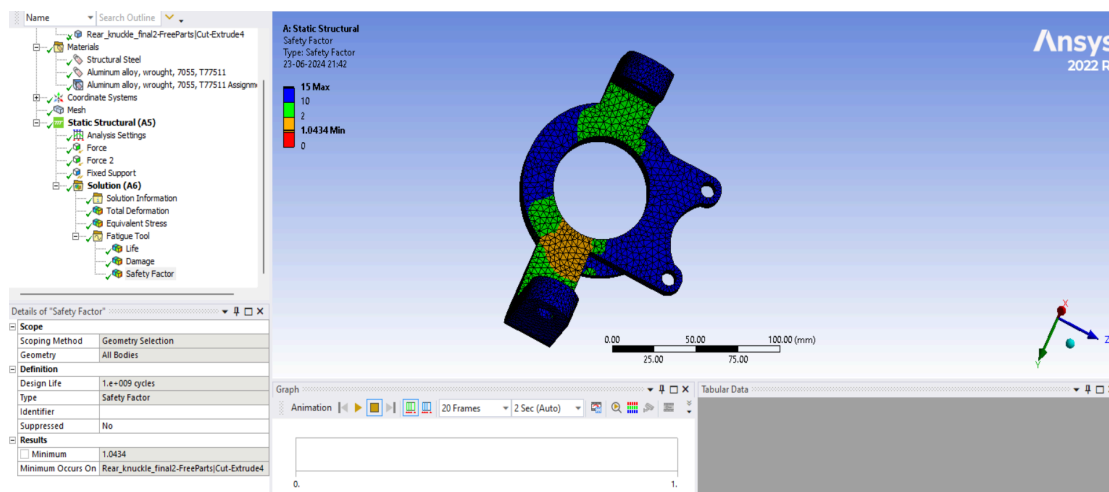 Name
Search Outline
Rear_knuckle_final2-FreeParts|Cut-Extrude4
Materials
Structural Steel
Aluminum alloy, wrought, 7055, T77511
Aluminum alloy, wrought, 7055, T77511 Assignm
Coordinate Systems
Mesh
Static Structural (A5)
Analysis Settings
Force
Force 2
Fixed Support
Solution (A6)
Solution Information
Total Deformation
Equivalent Stress
Fatigue Tool
Life
Damage
Safety Factor
Details of "Safety Factor"
Scope
Scoping Method Geometry Selection
Geometry All Bodies
Definition
Design Life 1.e+009 cycles
Type Safety Factor
Identifier
Suppressed No
Results
Minimum 1.0434
Minimum Occurs On Rear_knuckle_final2-FreeParts|Cut-Extrude4
A: Static Structural
Safety Factor
Type: Safety Factor
23-06-2024 21:42
15 Max
10
2
1.0434 Min
0
Ansys
2022 R
0.00 50.00 100.00 (mm)
25.00 75.00
X
Y
Z
Graph
Animation 20 Frames 2 Sec (Auto)
0. 1.
Tabular Data